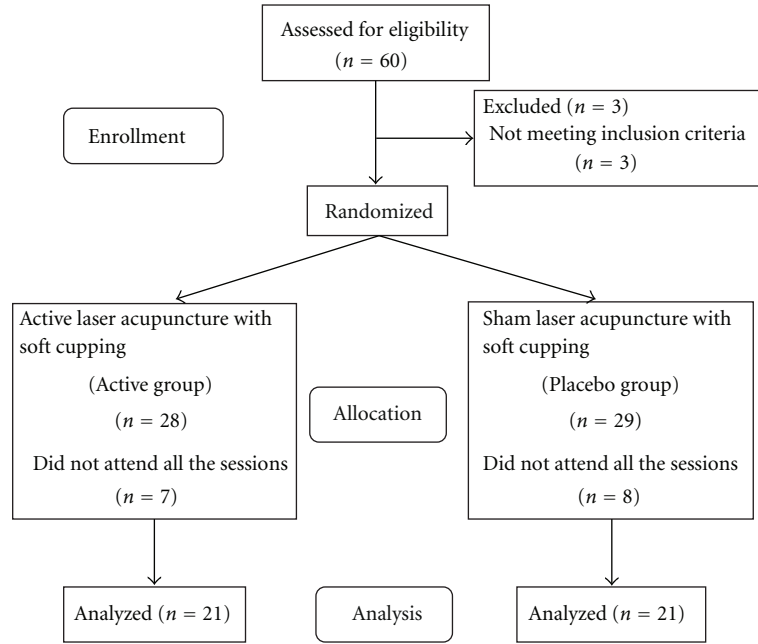 Assessed for eligibility
(n = 60)
Excluded (n = 3)
Not meeting inclusion criteria
(n = 3)
Enrollment
Randomized
Active laser acupuncture with
soft cupping
(Active group)
(n = 28)
Did not attend all the sessions
(n = 7)
Allocation
Sham laser acupuncture with
soft cupping
(Placebo group)
(n = 29)
Did not attend all the sessions
(n = 8)
Analyzed (n = 21)
Analysis
Analyzed (n = 21)